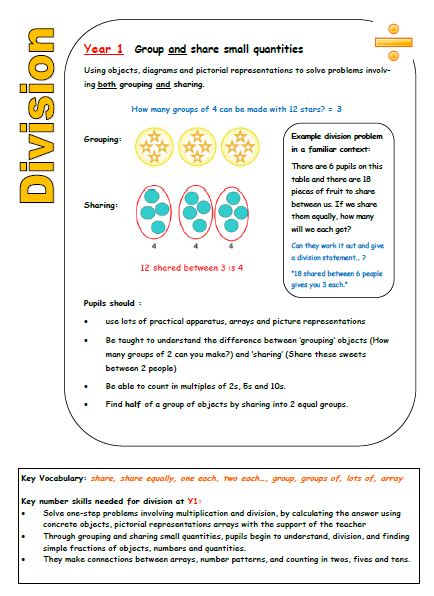 Division
Year 1 Group and share small quantities
Using objects, diagrams and pictorial representations to solve problems involv-
ing both grouping and sharing.
How many groups of 4 can be made with 12 stars? = 3
Grouping:
Sharing:
4 4 4
12 shared between 3 is 4
Example division problem
in a familiar context:
There are 6 pupils on this
table and there are 18
pieces of fruit to share
between us. If we share
them equally, how many
will we each get?
Can they work it out and give
a division statement... ?
"18 shared between 6 people
gives you 3 each."
Pupils should :
• use lots of practical apparatus, arrays and picture representations
• Be taught to understand the difference between 'grouping' objects (How
many groups of 2 can you make?) and 'sharing' (Share these sweets
between 2 people)
• Be able to count in multiples of 2s, 5s and 10s.
• Find half of a group of objects by sharing into 2 equal groups.
Key Vocabulary: share, share equally, one each, two each..., group, groups of, lots of, array
Key number skills needed for division at Y1:
• Solve one-step problems involving multiplication and division, by calculating the answer using
concrete objects, pictorial representations arrays with the support of the teacher
• Through grouping and sharing small quantities, pupils begin to understand, division, and finding
simple fractions of objects, numbers and quantities.
• They make connections between arrays, number patterns, and counting in twos, fives and tens.